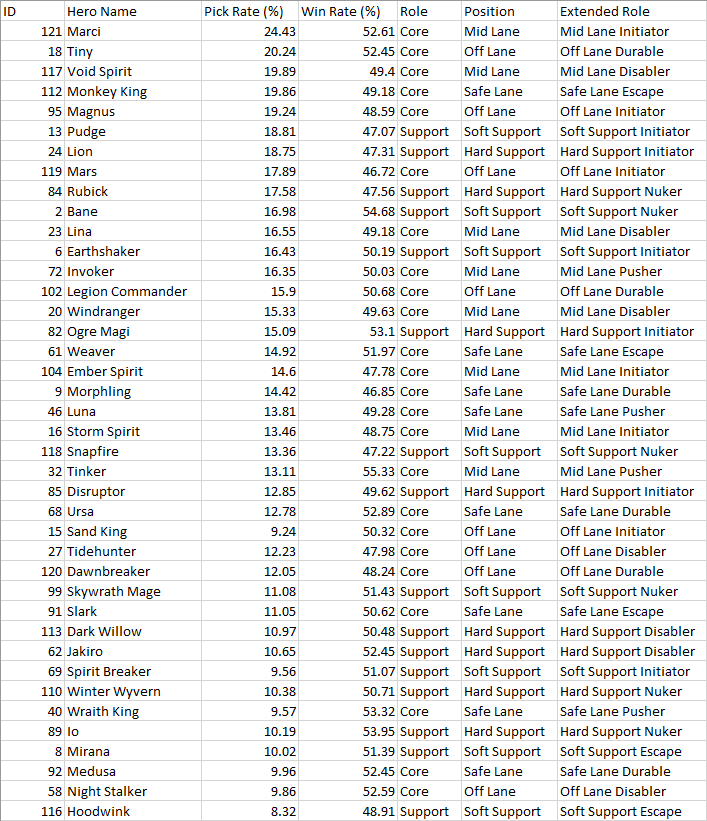 ID Hero Name Pick Rate (%) Win Rate (%) Role Position Extended Role
121 Marci 24.43 52.61 Core Mid Lane Mid Lane Initiator
18 Tiny 20.24 52.45 Core Off Lane Off Lane Durable
117 Void Spirit 19.89 49.4 Core Mid Lane Mid Lane Disabler
112 Monkey King 19.86 49.18 Core Safe Lane Safe Lane Escape
95 Magnus 19.24 48.59 Core Off Lane Off Lane Initiator
13 Pudge 18.81 47.07 Support Soft Support Soft Support Initiator
24 Lion 18.75 47.31 Support Hard Support Hard Support Initiator
119 Mars 17.89 46.72 Core Off Lane Off Lane Initiator
84 Rubick 17.58 47.56 Support Hard Support Hard Support Nuker
2 Bane 16.98 54.68 Support Soft Support Soft Support Nuker
23 Lina 16.55 49.18 Core Mid Lane Mid Lane Disabler
6 Earthshaker 16.43 50.19 Support Soft Support Soft Support Initiator
72 Invoker 16.35 50.03 Core Mid Lane Mid Lane Pusher
102 Legion Commander 15.9 50.68 Core Off Lane Off Lane Durable
20 Windranger 15.33 49.63 Core Mid Lane Mid Lane Disabler
82 Ogre Magi 15.09 53.1 Support Hard Support Hard Support Initiator
61 Weaver 14.92 51.97 Core Safe Lane Safe Lane Escape
104 Ember Spirit 14.6 47.78 Core Mid Lane Mid Lane Initiator
9 Morphling 14.42 46.85 Core Safe Lane Safe Lane Durable
46 Luna 13.81 49.28 Core Safe Lane Safe Lane Pusher
16 Storm Spirit 13.46 48.75 Core Mid Lane Mid Lane Initiator
118 Snapfire 13.36 47.22 Support Soft Support Soft Support Nuker
32 Tinker 13.11 55.33 Core Mid Lane Mid Lane Pusher
85 Disruptor 12.85 49.62 Support Hard Support Hard Support Initiator
68 Ursa 12.78 52.89 Core Safe Lane Safe Lane Durable
15 Sand King 9.24 50.32 Core Off Lane Off Lane Initiator
27 Tidehunter 12.23 47.98 Core Off Lane Off Lane Disabler
120 Dawnbreaker 12.05 48.24 Core Off Lane Off Lane Durable
99 Skywrath Mage 11.08 51.43 Support Soft Support Soft Support Nuker
91 Slark 11.05 50.62 Core Safe Lane Safe Lane Escape
113 Dark Willow 10.97 50.48 Support Hard Support Hard Support Disabler
62 Jakiro 10.65 52.45 Support Hard Support Hard Support Disabler
69 Spirit Breaker 9.56 51.07 Support Soft Support Soft Support Initiator
110 Winter Wyvern 10.38 50.71 Support Hard Support Hard Support Nuker
40 Wraith King 9.57 53.32 Core Safe Lane Safe Lane Pusher
89 Io 10.19 53.95 Support Hard Support Hard Support Nuker
8 Mirana 10.02 51.39 Support Soft Support Soft Support Escape
92 Medusa 9.96 52.45 Core Safe Lane Safe Lane Durable
58 Night Stalker 9.86 52.59 Core Off Lane Off Lane Disabler
116 Hoodwink 8.32 48.91 Support Soft Support Soft Support Escape